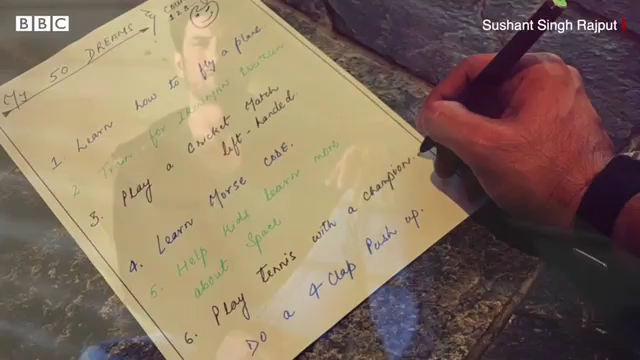 BBC
Sushant Singh Rajput
My 50 DREAMS
1. Learn how to fly a plane
2 Train for IRONMAN triathlon
3. Play a Cricket Match
left-handed
4. Learn Morse Code.
5. Help Kids learn more
about Space
6. Play tennis with a champion.
Do a 4 Clap Push up.